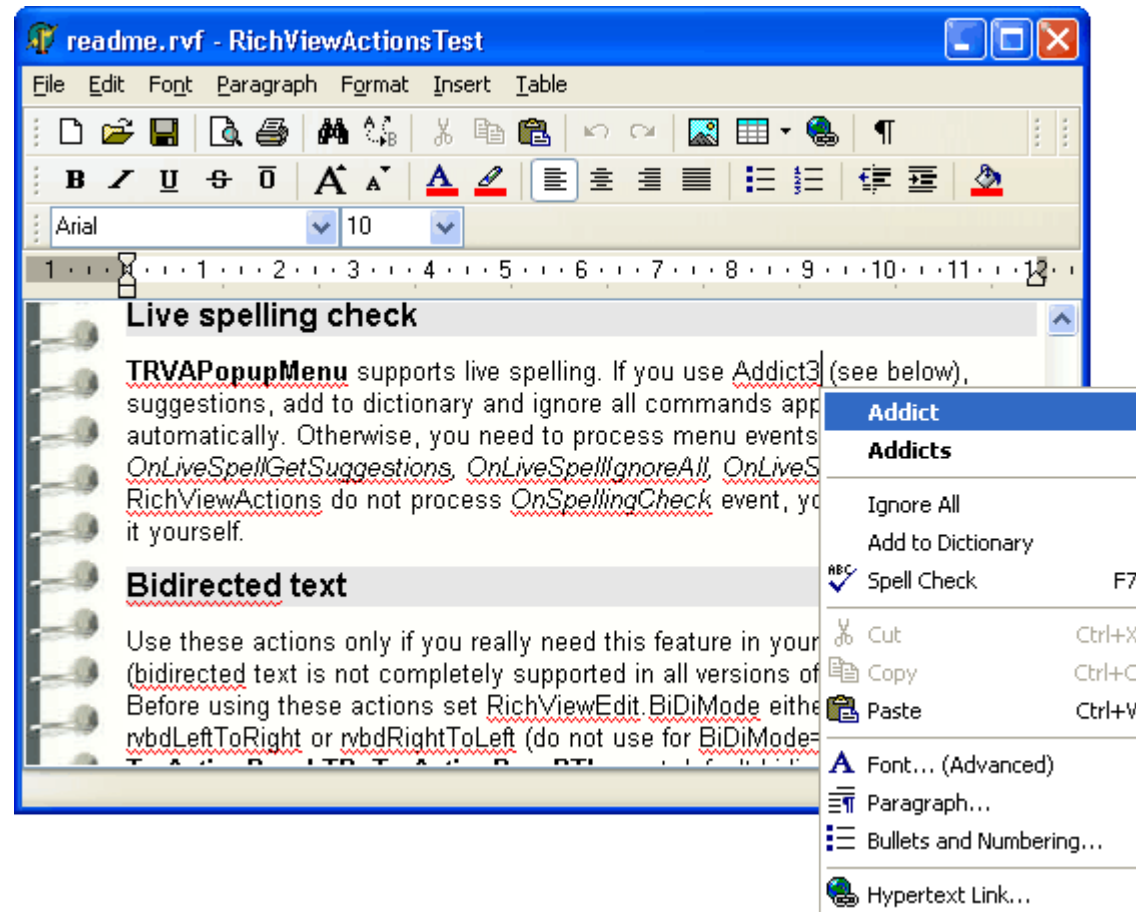 readme.rvf - RichViewActionsTest
File Edit Font Paragraph Format Insert Table
B I U S O A A A
Arial 10
1 1 2 3 4 5 6 7 8 9 10 11 12
Live spelling check
TRVAPopupMenu supports live spelling. If you use Addict3 (see below),
suggestions, add to dictionary and ignore all commands app
automatically. Otherwise, you need to process menu events
OnLiveSpellGetSuggestions, OnLiveSpellIgnoreAll, OnLiveS
RichViewActions do not process OnSpellingCheck event, yo
it yourself.
Bidirected text
Use these actions only if you really need this feature in your
(bidirected text is not completely supported in all versions of
Before using these actions set RichViewEdit.BiDiMode eithe
rvbdLeftToRight or rvbdRightToLeft (do not use for BiDiMode=
Addict
Addicts
Ignore All
Add to Dictionary
ABC Spell Check F7
Cut Ctrl+X
Copy Ctrl+C
Paste Ctrl+V
A Font... (Advanced)
Paragraph...
Bullets and Numbering...
Hypertext Link...